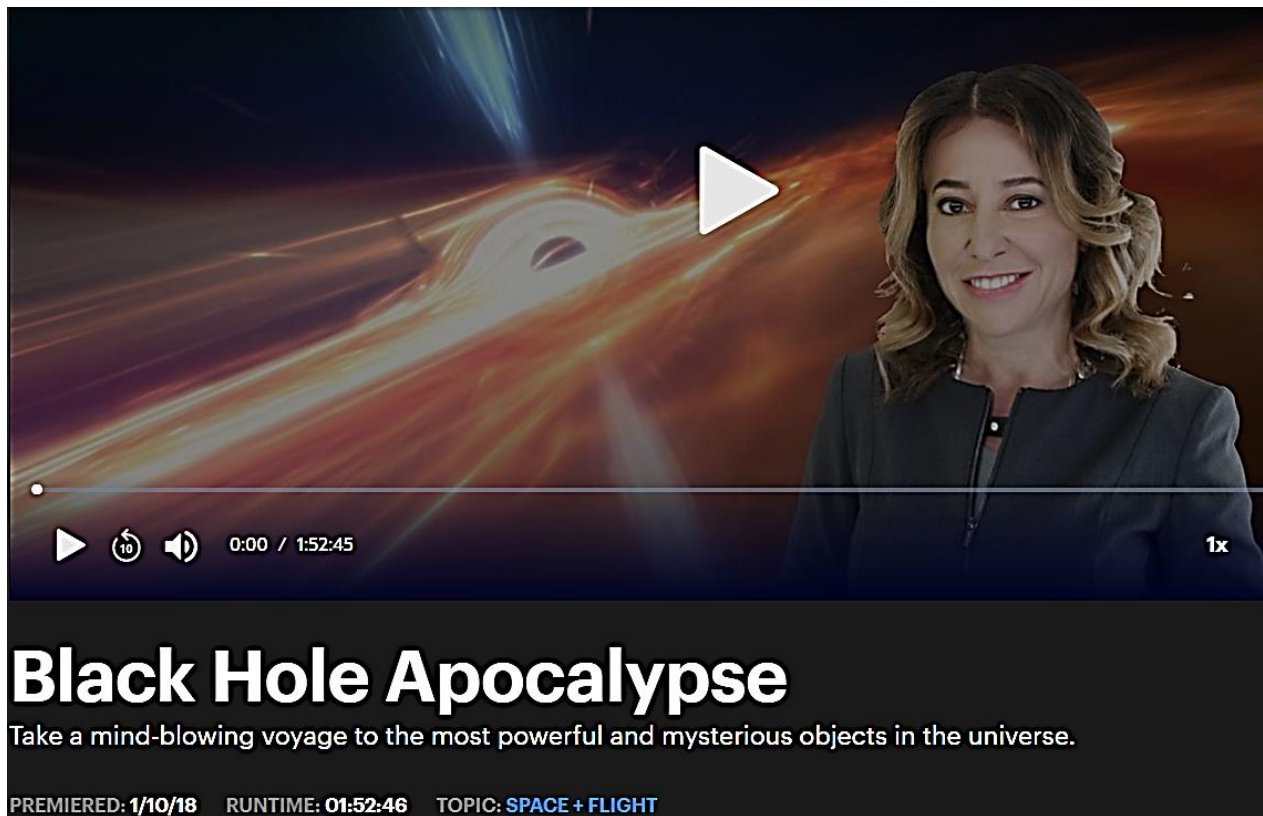 10
0:00 / 1:52:45
1x
Black Hole Apocalypse
Take a mind-blowing voyage to the most powerful and mysterious objects in the universe.
PREMIERED: 1/10/18 RUNTIME: 01:52:46 TOPIC: SPACE + FLIGHT